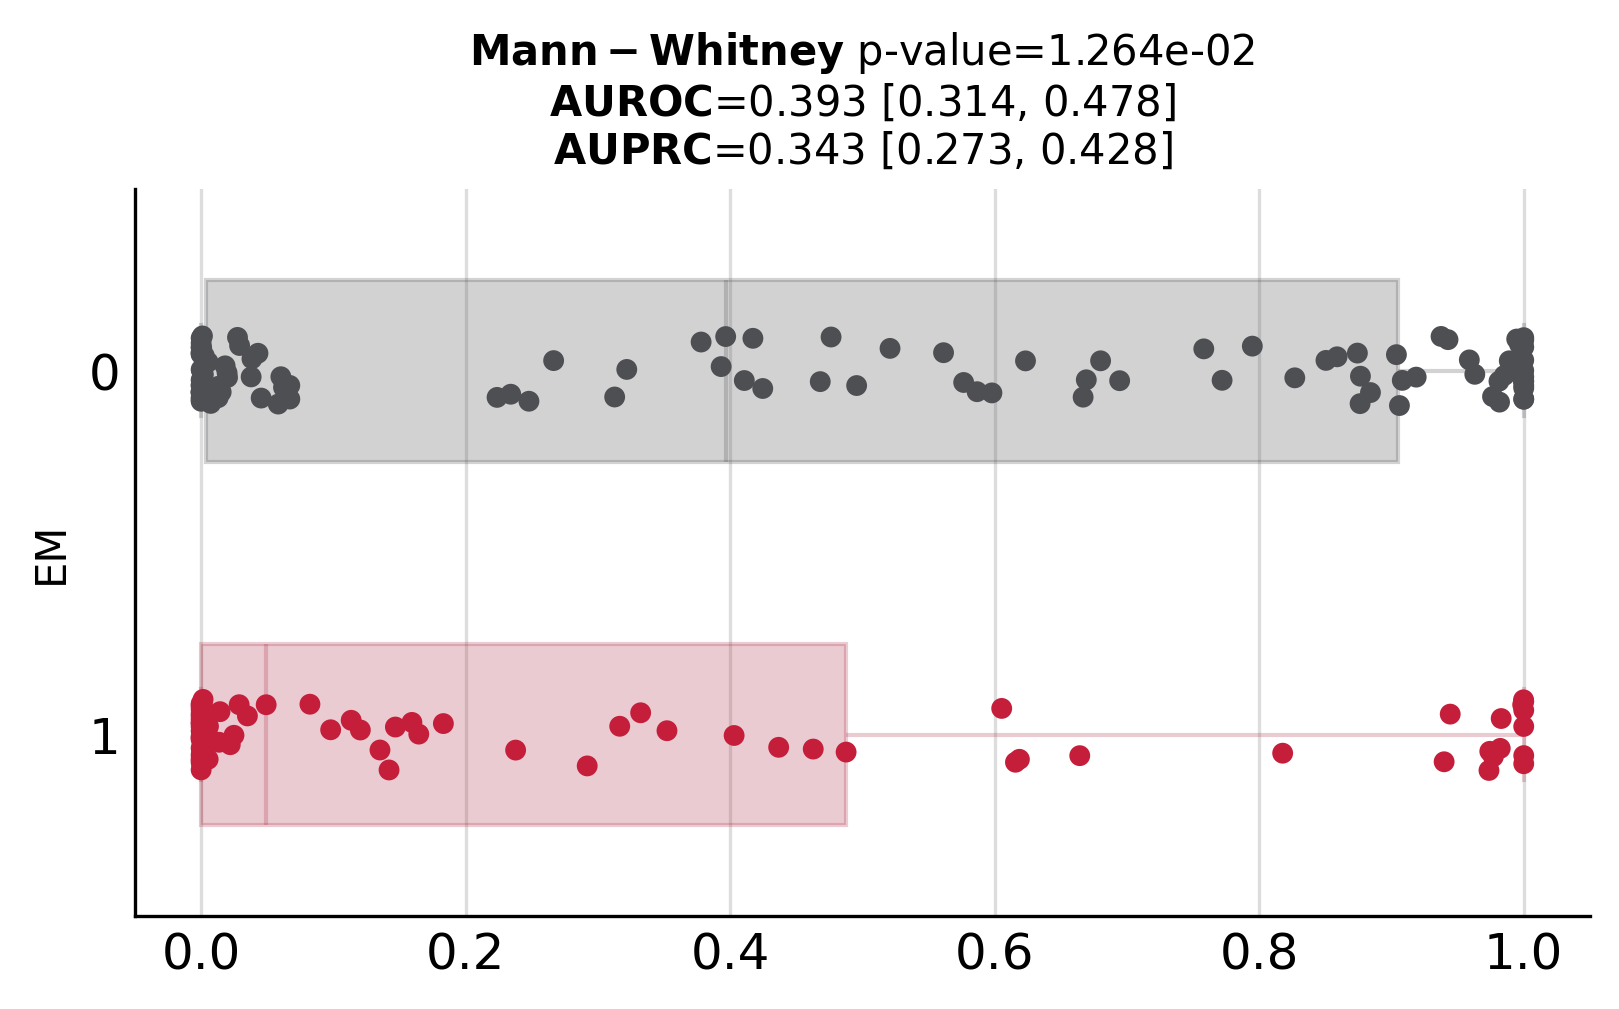 Mann − Whitney p-value=1.264e-02
AUROC=0.393 [0.314, 0.478]
AUPRC=0.343 [0.273, 0.428]
0
EM
1
0.0 0.2 0.4 0.6 0.8 1.0